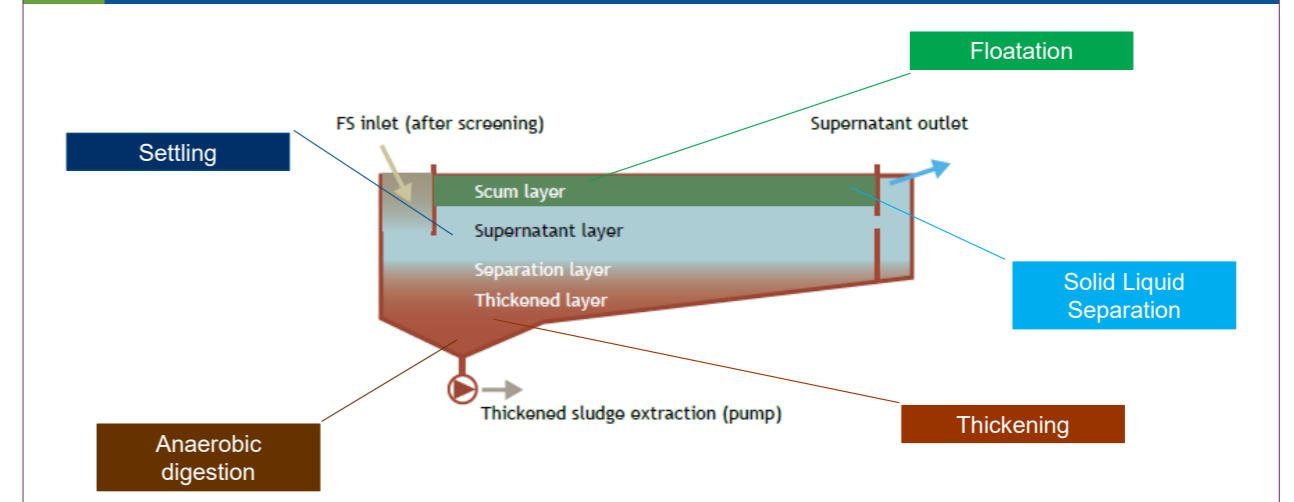 Floatation
FS inlet (after screening)
Supernatant outlet
Settling
Scum layer
Supernatant layer
Separation layer
Thickened layer
Solid Liquid
Separation
Thickened sludge extraction (pump)
Thickening
Anaerobic
digestion